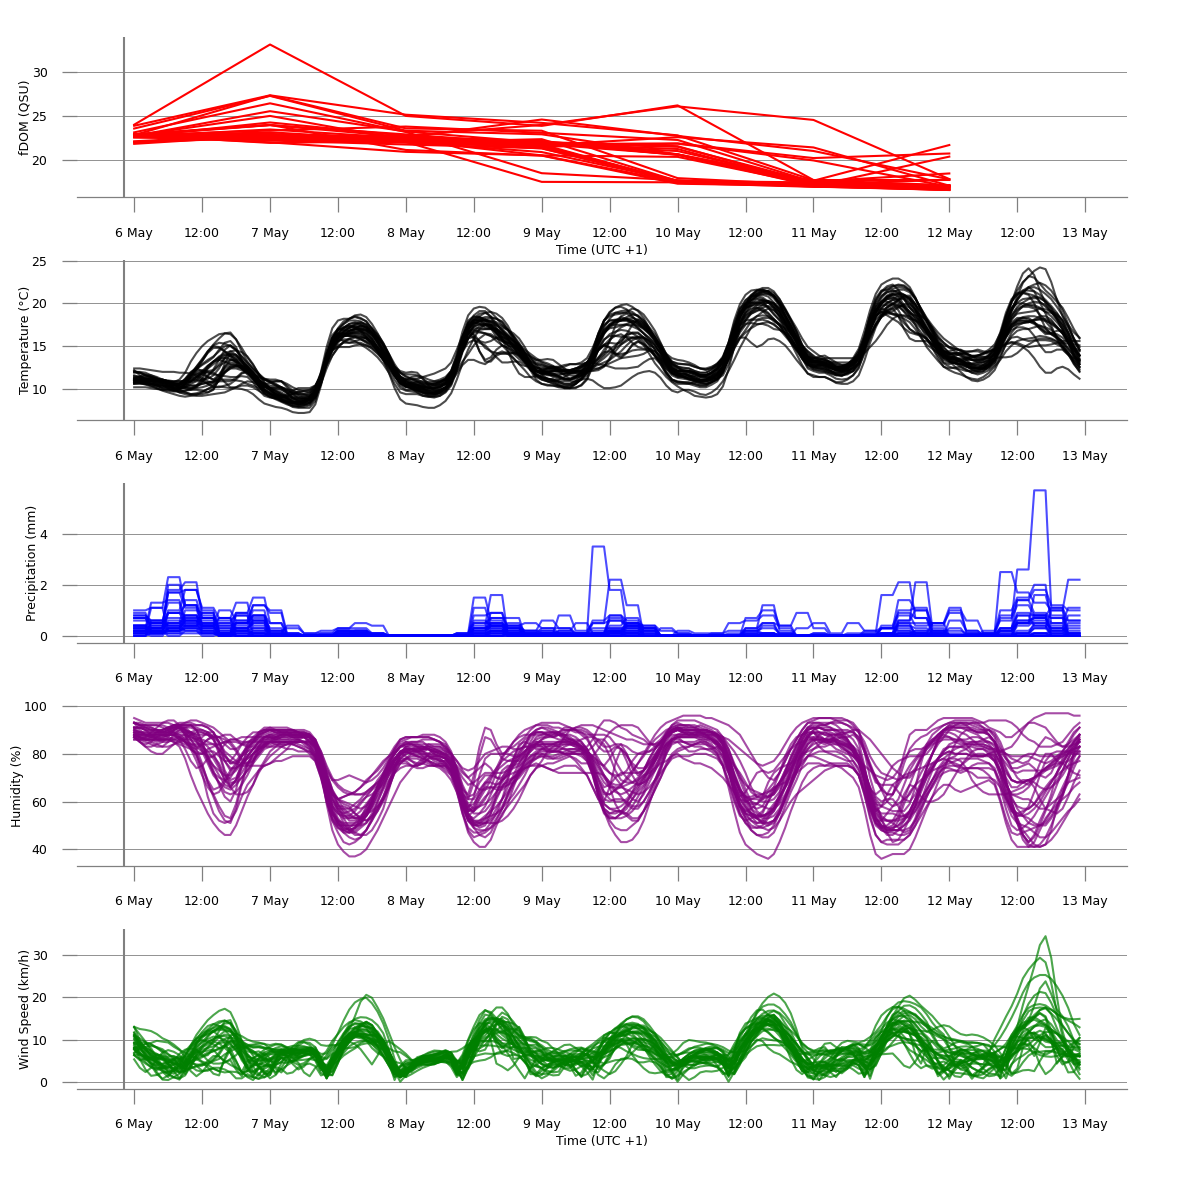 30
25
20
fDOM (QSU)
6 May 12:00 7 May 12:00 8 May 12:00 9 May 12:00 10 May 12:00 11 May 12:00 12 May 12:00 13 May
Time (UTC +1)
25
20
15
10
Temperature (°C)
6 May 12:00 7 May 12:00 8 May 12:00 9 May 12:00 10 May 12:00 11 May 12:00 12 May 12:00 13 May
4
2
0
Precipitation (mm)
6 May 12:00 7 May 12:00 8 May 12:00 9 May 12:00 10 May 12:00 11 May 12:00 12 May 12:00 13 May
100
80
60
40
Humidity (%)
6 May 12:00 7 May 12:00 8 May 12:00 9 May 12:00 10 May 12:00 11 May 12:00 12 May 12:00 13 May
30
20
10
0
Wind Speed (km/h)
6 May 12:00 7 May 12:00 8 May 12:00 9 May 12:00 10 May 12:00 11 May 12:00 12 May 12:00 13 May
Time (UTC +1)